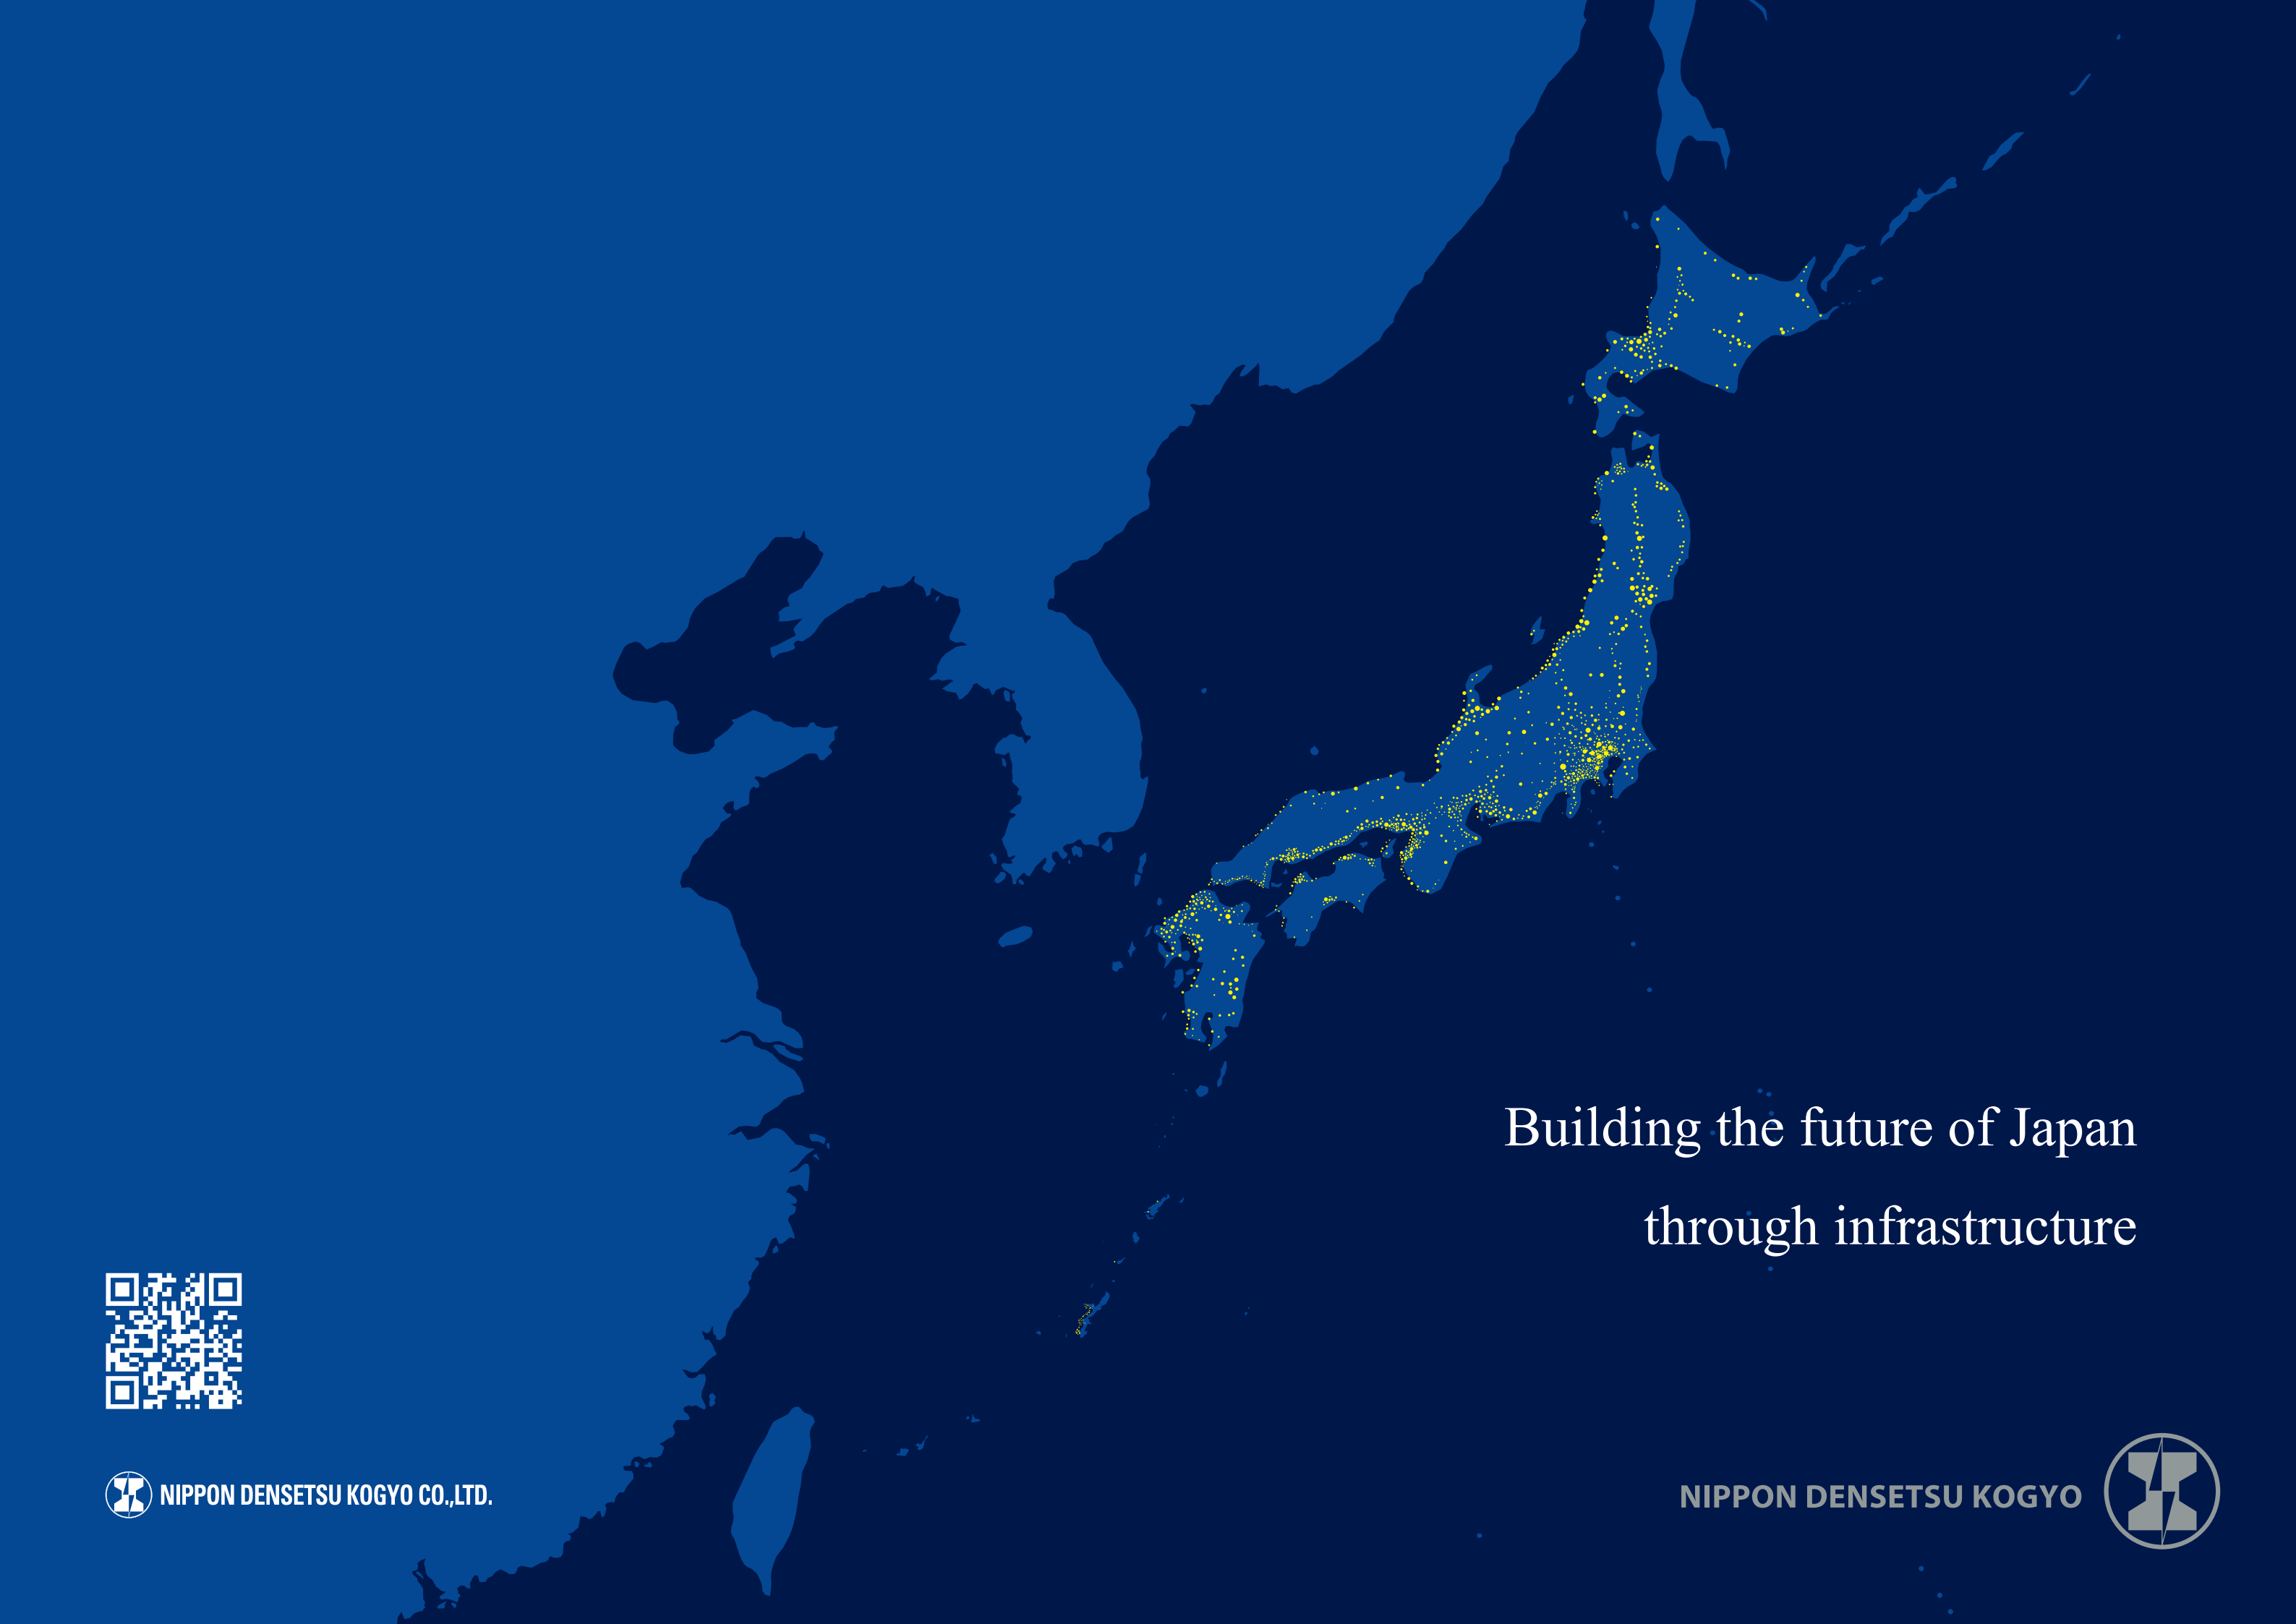 Building the future of Japan
through infrastructure
NIPPON DENSETSU KOGYO CO.,LTD.
NIPPON DENSETSU KOGYO